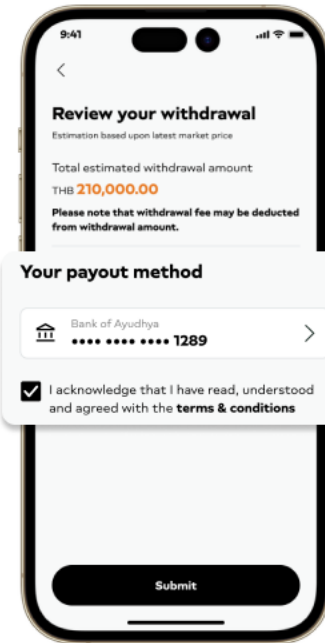 9:41
Review your withdrawal
Estimation based upon latest market price
Total estimated withdrawal amount
THB 210,000.00
Please note that withdrawal fee may be deducted
from withdrawal amount.
Your payout method
Bank of Ayudhya
•••• •••• •••• 1289
I acknowledge that I have read, understood
and agreed with the terms & conditions
Submit